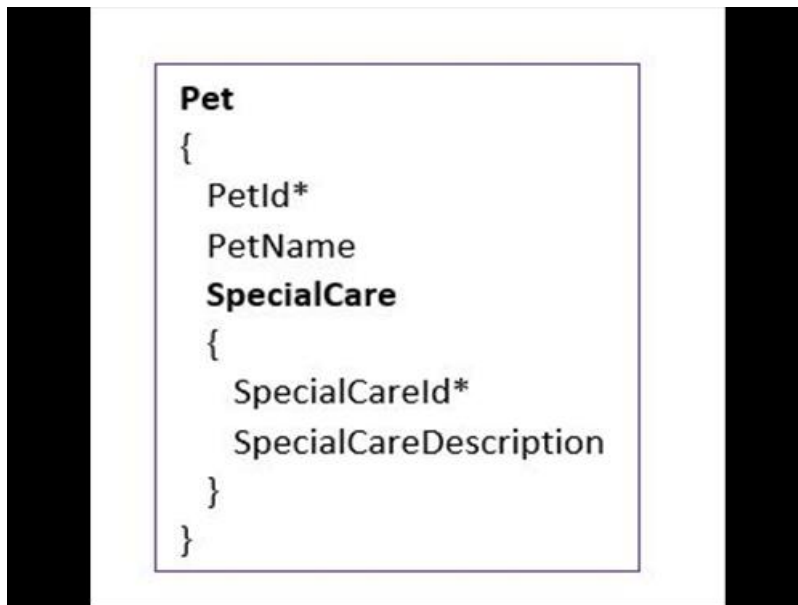 Pet
{
PetId*
PetName
SpecialCare
{
SpecialCareId*
SpecialCareDescription
}
}